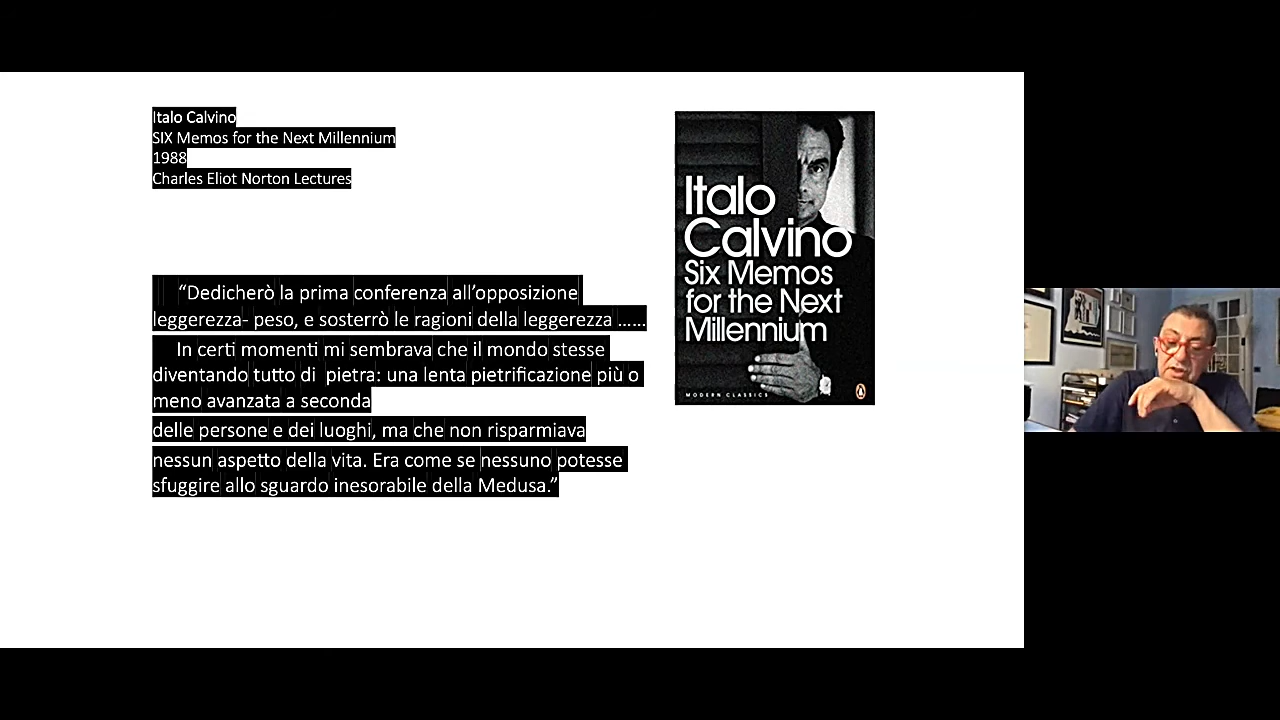 Italo Calvino
SIX Memos for the Next Millennium
1988
Charles Eliot Norton Lectures
“Dedicherò la prima conferenza all’opposizione
leggerezza- peso, e sosterrò le ragioni della leggerezza ……
In certi momenti mi sembrava che il mondo stesse
diventando tutto di pietra: una lenta pietrificazione più o
meno avanzata a seconda
delle persone e dei luoghi, ma che non risparmiava
nessun aspetto della vita. Era come se nessuno potesse
sfuggire allo sguardo inesorabile della Medusa.”
Italo
Calvino
Six Memos
for the Next
Millennium
MODERN CLASSICS